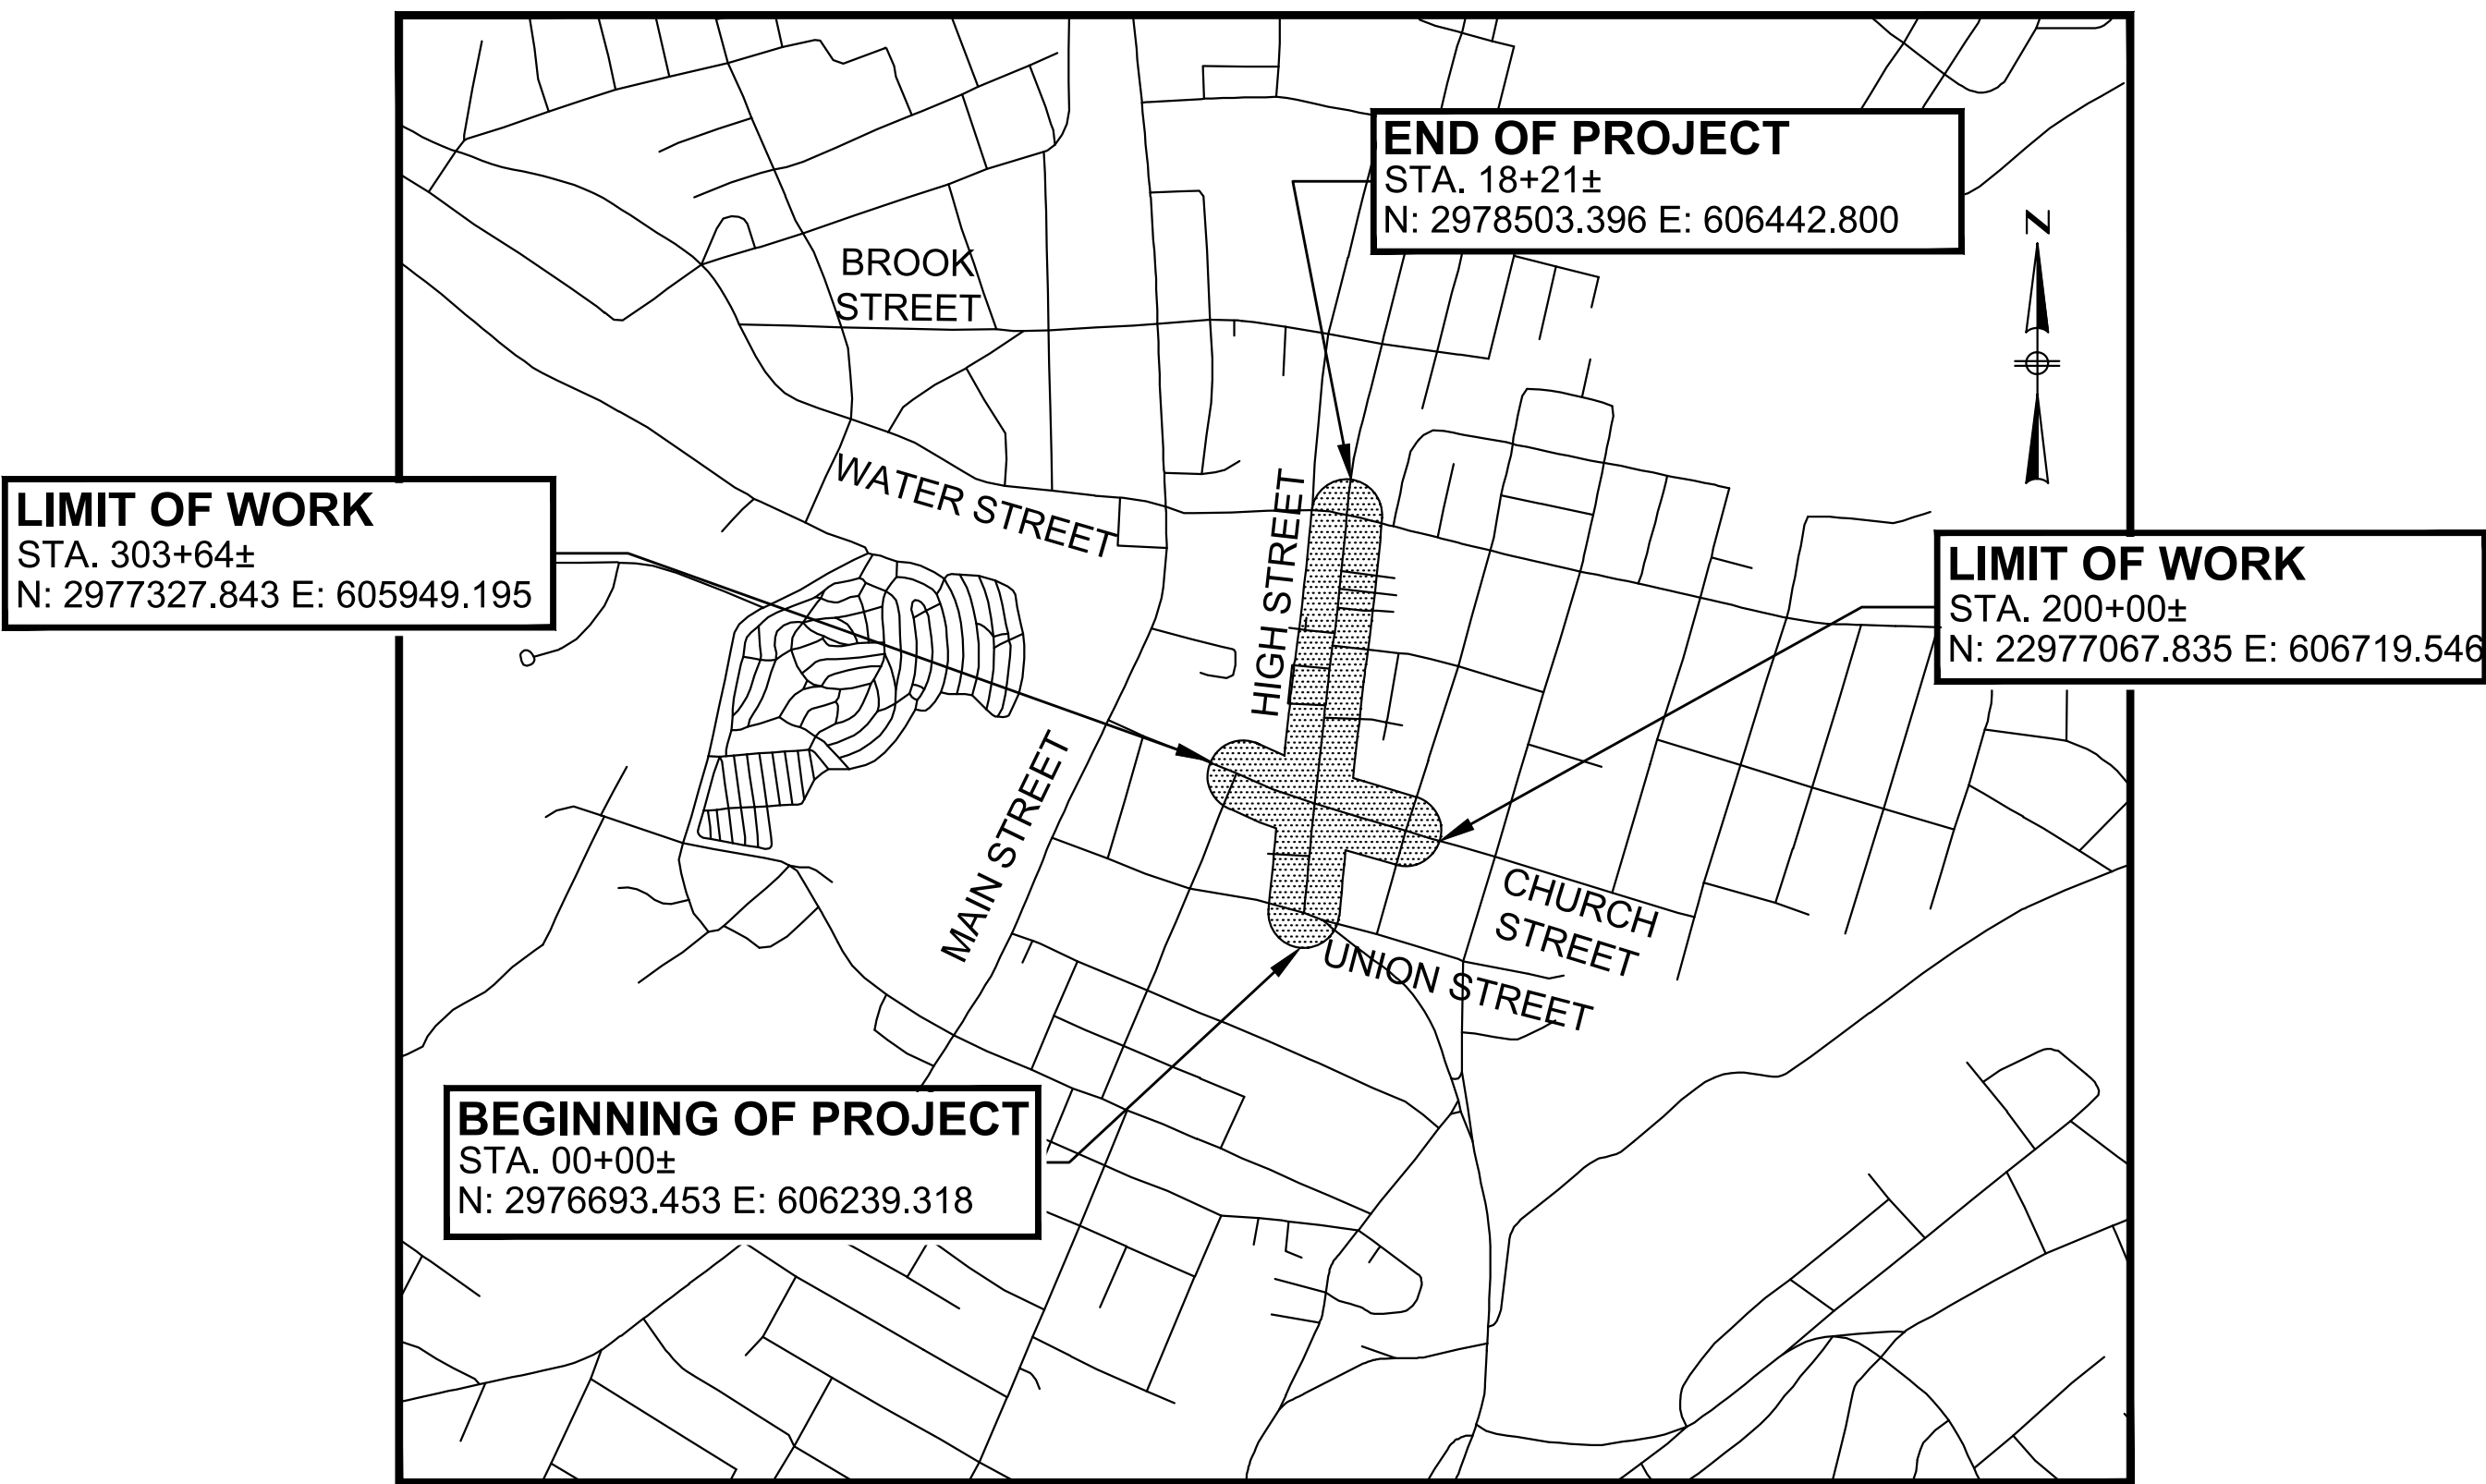 END OF PROJECT
STA. 18+21±
N: 2978503.396 E: 606442.800
N
BROOK
STREET
WATER STREET
HIGH STREET
LIMIT OF WORK
STA. 303+64±
N: 2977327.843 E: 605949.195
LIMIT OF WORK
STA. 200+00±
N: 22977067.835 E: 606719.546
MAIN STREET
CHURCH
STREET
UNION STREET
BEGINNING OF PROJECT
STA. 00+00±
N: 2976693.453 E: 606239.318